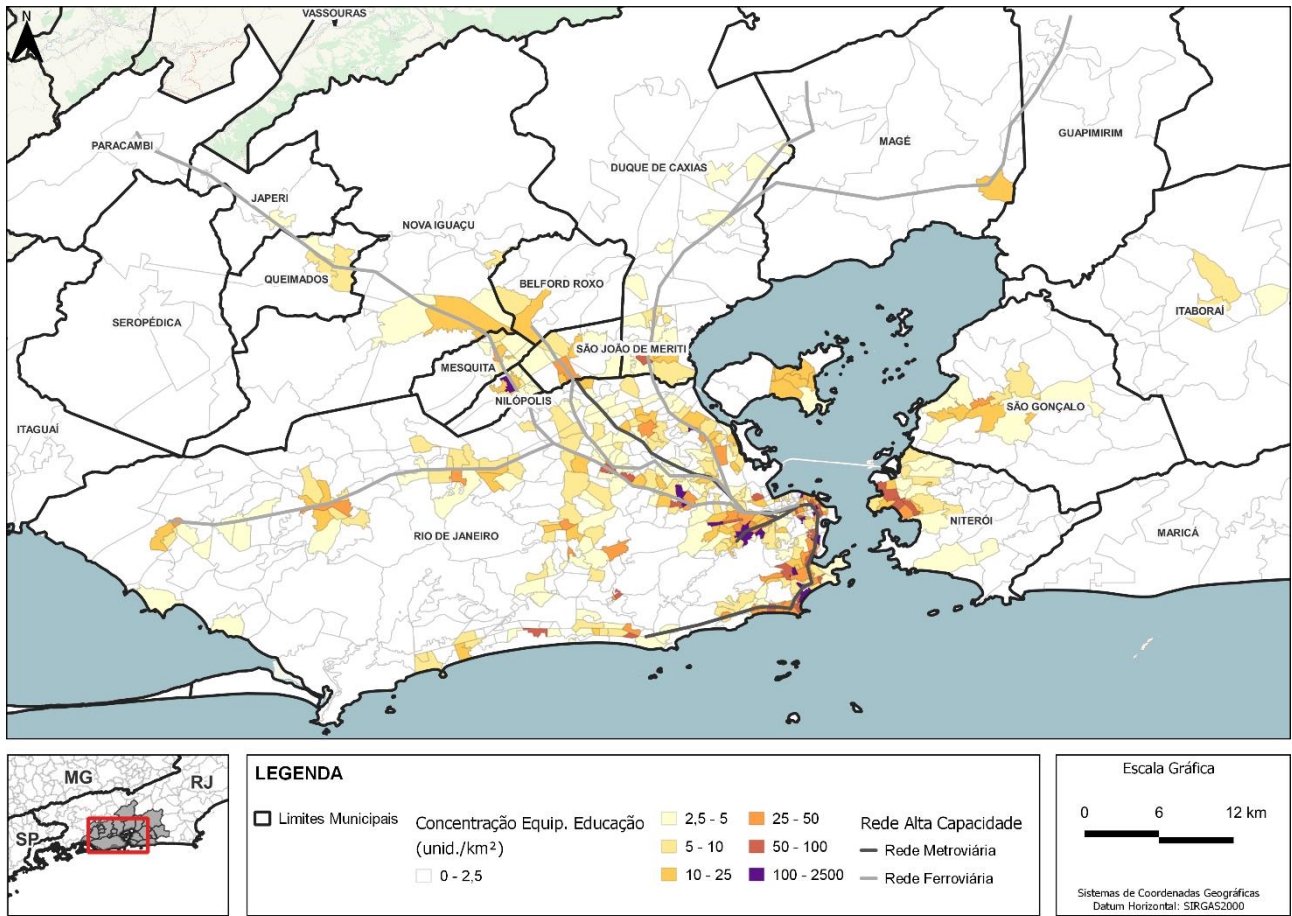 N
VASSOURAS
PARACAMBI
MAGÉ
GUAPIMIRIM
DUQUE DE CAXIAS
JAPERI
NOVA IGUAÇU
QUEIMADOS
BELFORD ROXO
SEROPÉDICA
ITABORAÍ
SÃO JOÃO DE MERITI
MESQUITA
NILÓPOLIS
SÃO GONÇALO
ITAGUAÍ
RIO DE JANEIRO
NITERÓI
MARICÁ
MG
RJ
SP
LEGENDA
Limites Municipais
Concentração Equip. Educação
(unid./km²)
0 - 2,5
2,5 - 5
5 - 10
10 - 25
25 - 50
50 - 100
100 - 2500
Rede Alta Capacidade
Rede Metroviária
Rede Ferroviária
Escala Gráfica
0 6 12 km
Sistemas de Coordenadas Geográficas
Datum Horizontal: SIRGAS2000